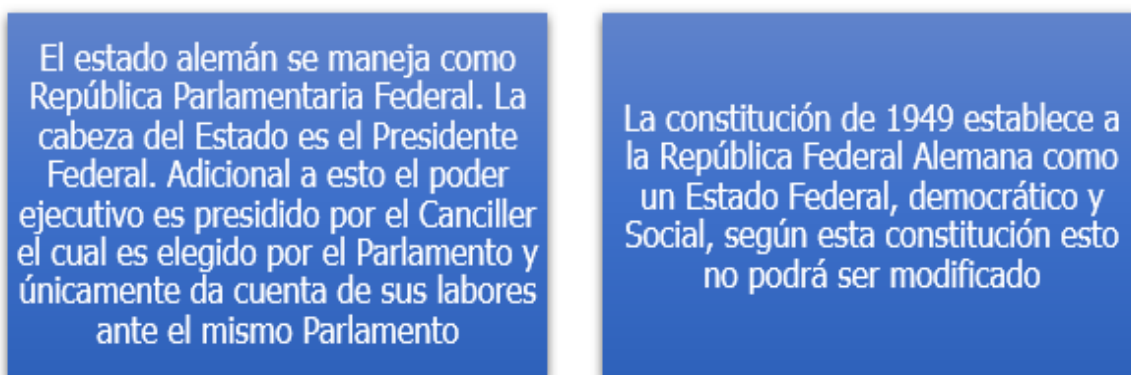 El estado alemán se maneja como
República Parlamentaria Federal. La
cabeza del Estado es el Presidente
Federal. Adicional a esto el poder
ejecutivo es presidido por el Canciller
el cual es elegido por el Parlamento y
únicamente da cuenta de sus labores
ante el mismo Parlamento
La constitución de 1949 establece a
la República Federal Alemana como
un Estado Federal, democrático y
Social, según esta constitución esto
no podrá ser modificado